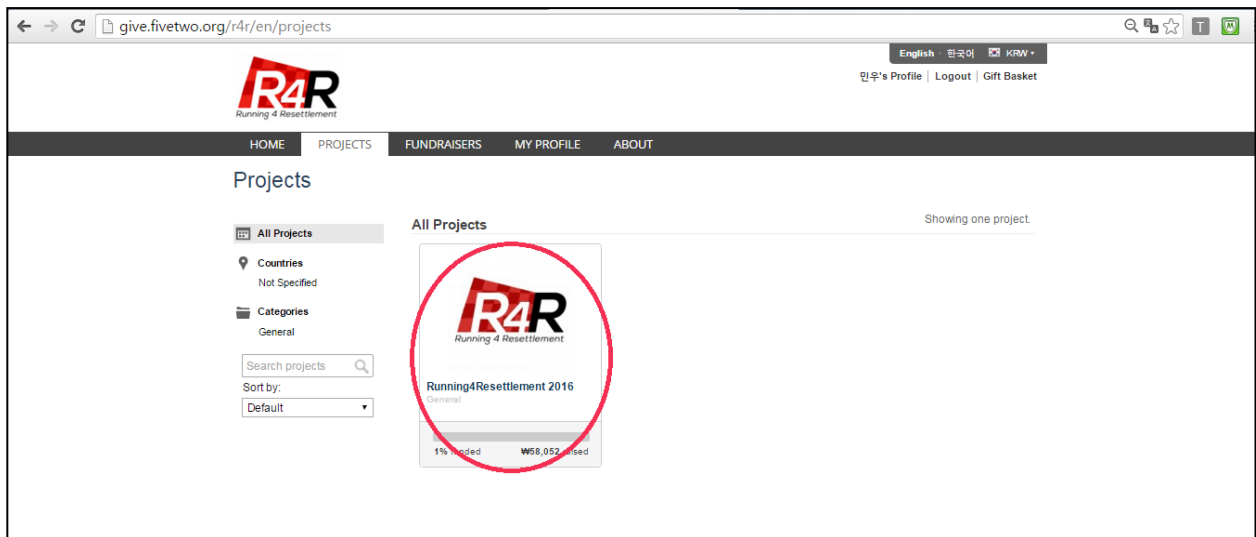 give.fivetwo.org/r4r/en/projects
English · 한국어 KRW
민우's Profile | Logout | Gift Basket
R4R
Running 4 Resettlement
HOME PROJECTS FUNDRAISERS MY PROFILE ABOUT
Projects
All Projects
Countries
Not Specified
Categories
General
Search projects
Sort by:
Default
All Projects
Showing one project.
R4R
Running 4 Resettlement
Running4Resettlement 2016
General
1% funded ₩58,052 raised